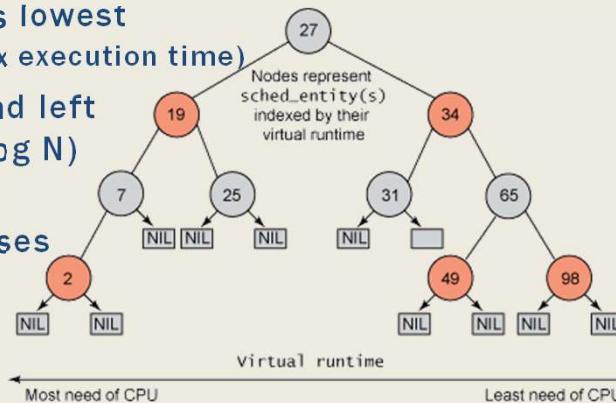 s lowest
x execution time)
nd left
og N)
ses
27
Nodes represent
sched_entity(s)
indexed by their
virtual runtime
19
34
7
25
31
65
NIL
NIL
NIL
NIL
2
49
98
NIL
NIL
NIL
NIL
NIL
NIL
Virtual runtime
Most need of CPU
Least need of CPU